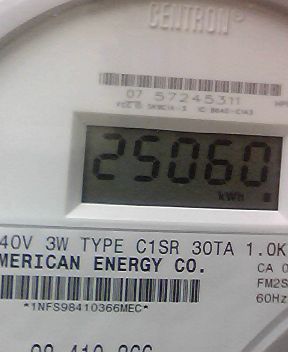 CENTRON®
07 57245311
25060
kWh
40V 3W TYPE C1SR 30TA 1.0K
MERICAN ENERGY CO.
CA 0
FM2S
60Hz
*1NFS98410366MEC*